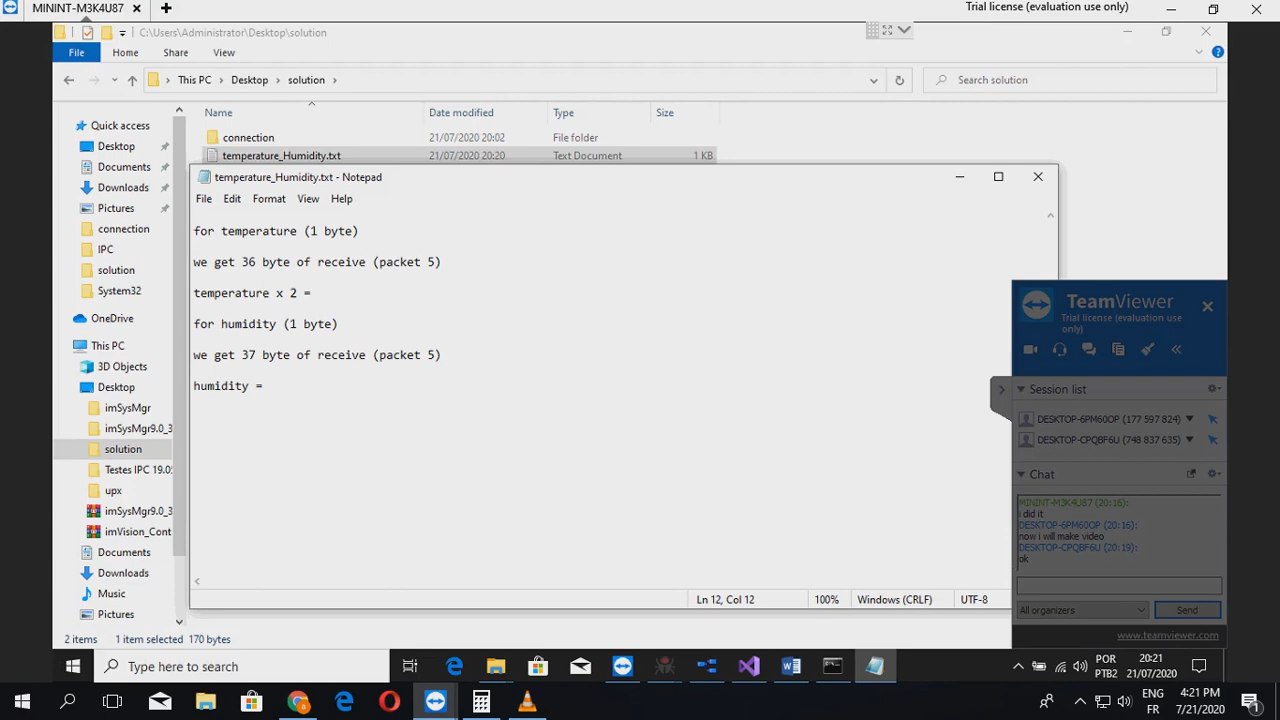 MININT-M3K4U87
Trial license (evaluation use only)
C:\Users\Administrator\Desktop\solution
File Home Share View
This PC Desktop solution
Search solution
Name Date modified Type Size
connection 21/07/2020 20:02 File folder
temperature_Humidity.txt 21/07/2020 20:20 Text Document 1 KB
Quick access
Desktop
Documents
Downloads
Pictures
connection
IPC
solution
System32
OneDrive
This PC
3D Objects
Desktop
imSysMgr
imSysMgr9.0_3
solution
Testes IPC 19.05
upx
imSysMgr9.0_3
imVision_Cont
Documents
Downloads
Music
Pictures
2 items 1 item selected 170 bytes
temperature_Humidity.txt - Notepad
File Edit Format View Help
for temperature (1 byte)
we get 36 byte of receive (packet 5)
temperature x 2 =
for humidity (1 byte)
we get 37 byte of receive (packet 5)
humidity =
Ln 12, Col 12 100% Windows (CRLF) UTF-8
TeamViewer
Trial license (evaluation use
only)
Session list
DESKTOP-6PM60OP (177 597 824)
DESKTOP-CPQBF6U (748 837 635)
Chat
MININT-M3K4U87 (20:16):
i did it
DESKTOP-6PM60OP (20:16):
now i will make video
DESKTOP-CPQBF6U (20:19):
ok
All organizers Send
www.teamviewer.com
Type here to search
POR
PTB2
20:21
21/07/2020
ENG
FR
4:21 PM
7/21/2020
1